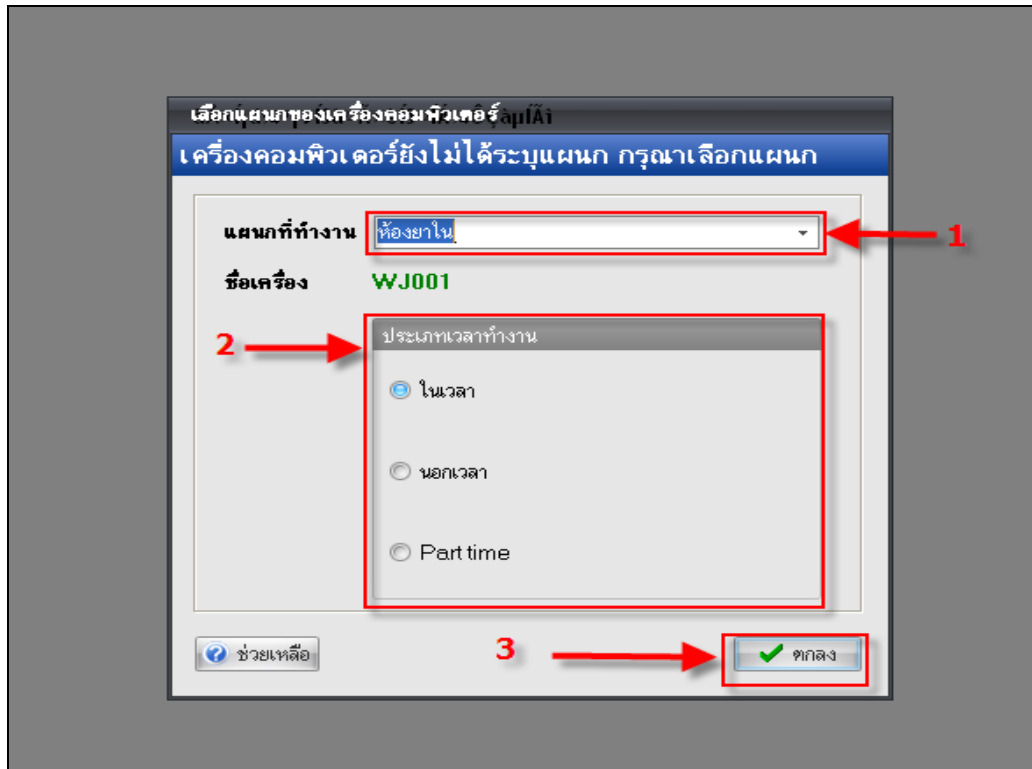 เลือกแผนกของเครื่องคอมพิวเตอร์
เครื่องคอมพิวเตอร์ยังไม่ได้ระบุแผนก กรุณาเลือกแผนก
แผนกที่ทำงาน ห้องยาใน 1
ชื่อเครื่อง WJ001
2 ประเภทเวลาทำงาน
ในเวลา
นอกเวลา
Part time
ช่วยเหลือ 3 ตกลง